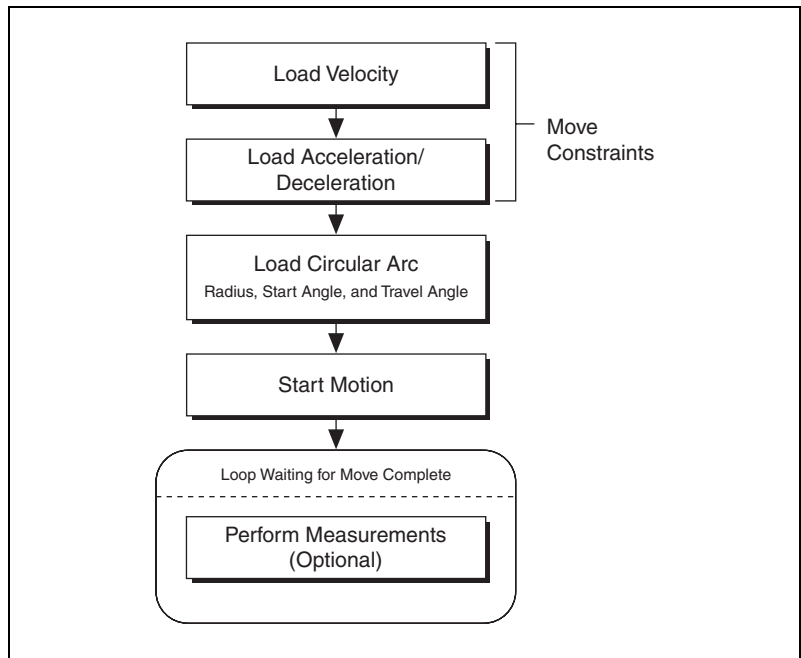 Load Velocity
Load Acceleration/
Deceleration
Move
Constraints
Load Circular Arc
Radius, Start Angle, and Travel Angle
Start Motion
Loop Waiting for Move Complete
Perform Measurements
(Optional)